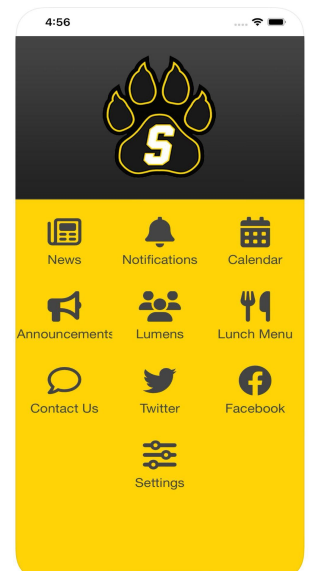 4:56
S
News Notifications Calendar
Announcements Lumens Lunch Menu
Contact Us Twitter Facebook
Settings